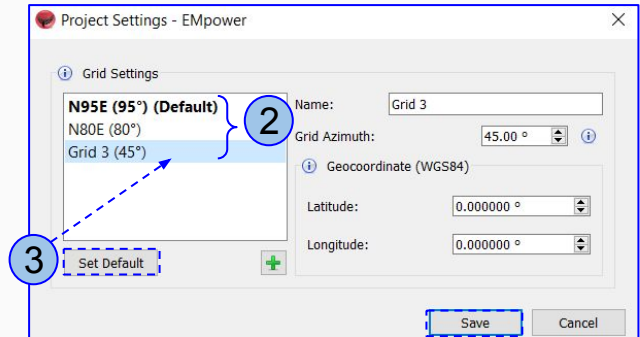 Project Settings - EMpower
Grid Settings
N95E (95°) (Default)
N80E (80°)
Grid 3 (45°)
2
3
Set Default
Name: Grid 3
Grid Azimuth: 45.00 °
Geocoordinate (WGS84)
Latitude: 0.000000 °
Longitude: 0.000000 °
Save Cancel